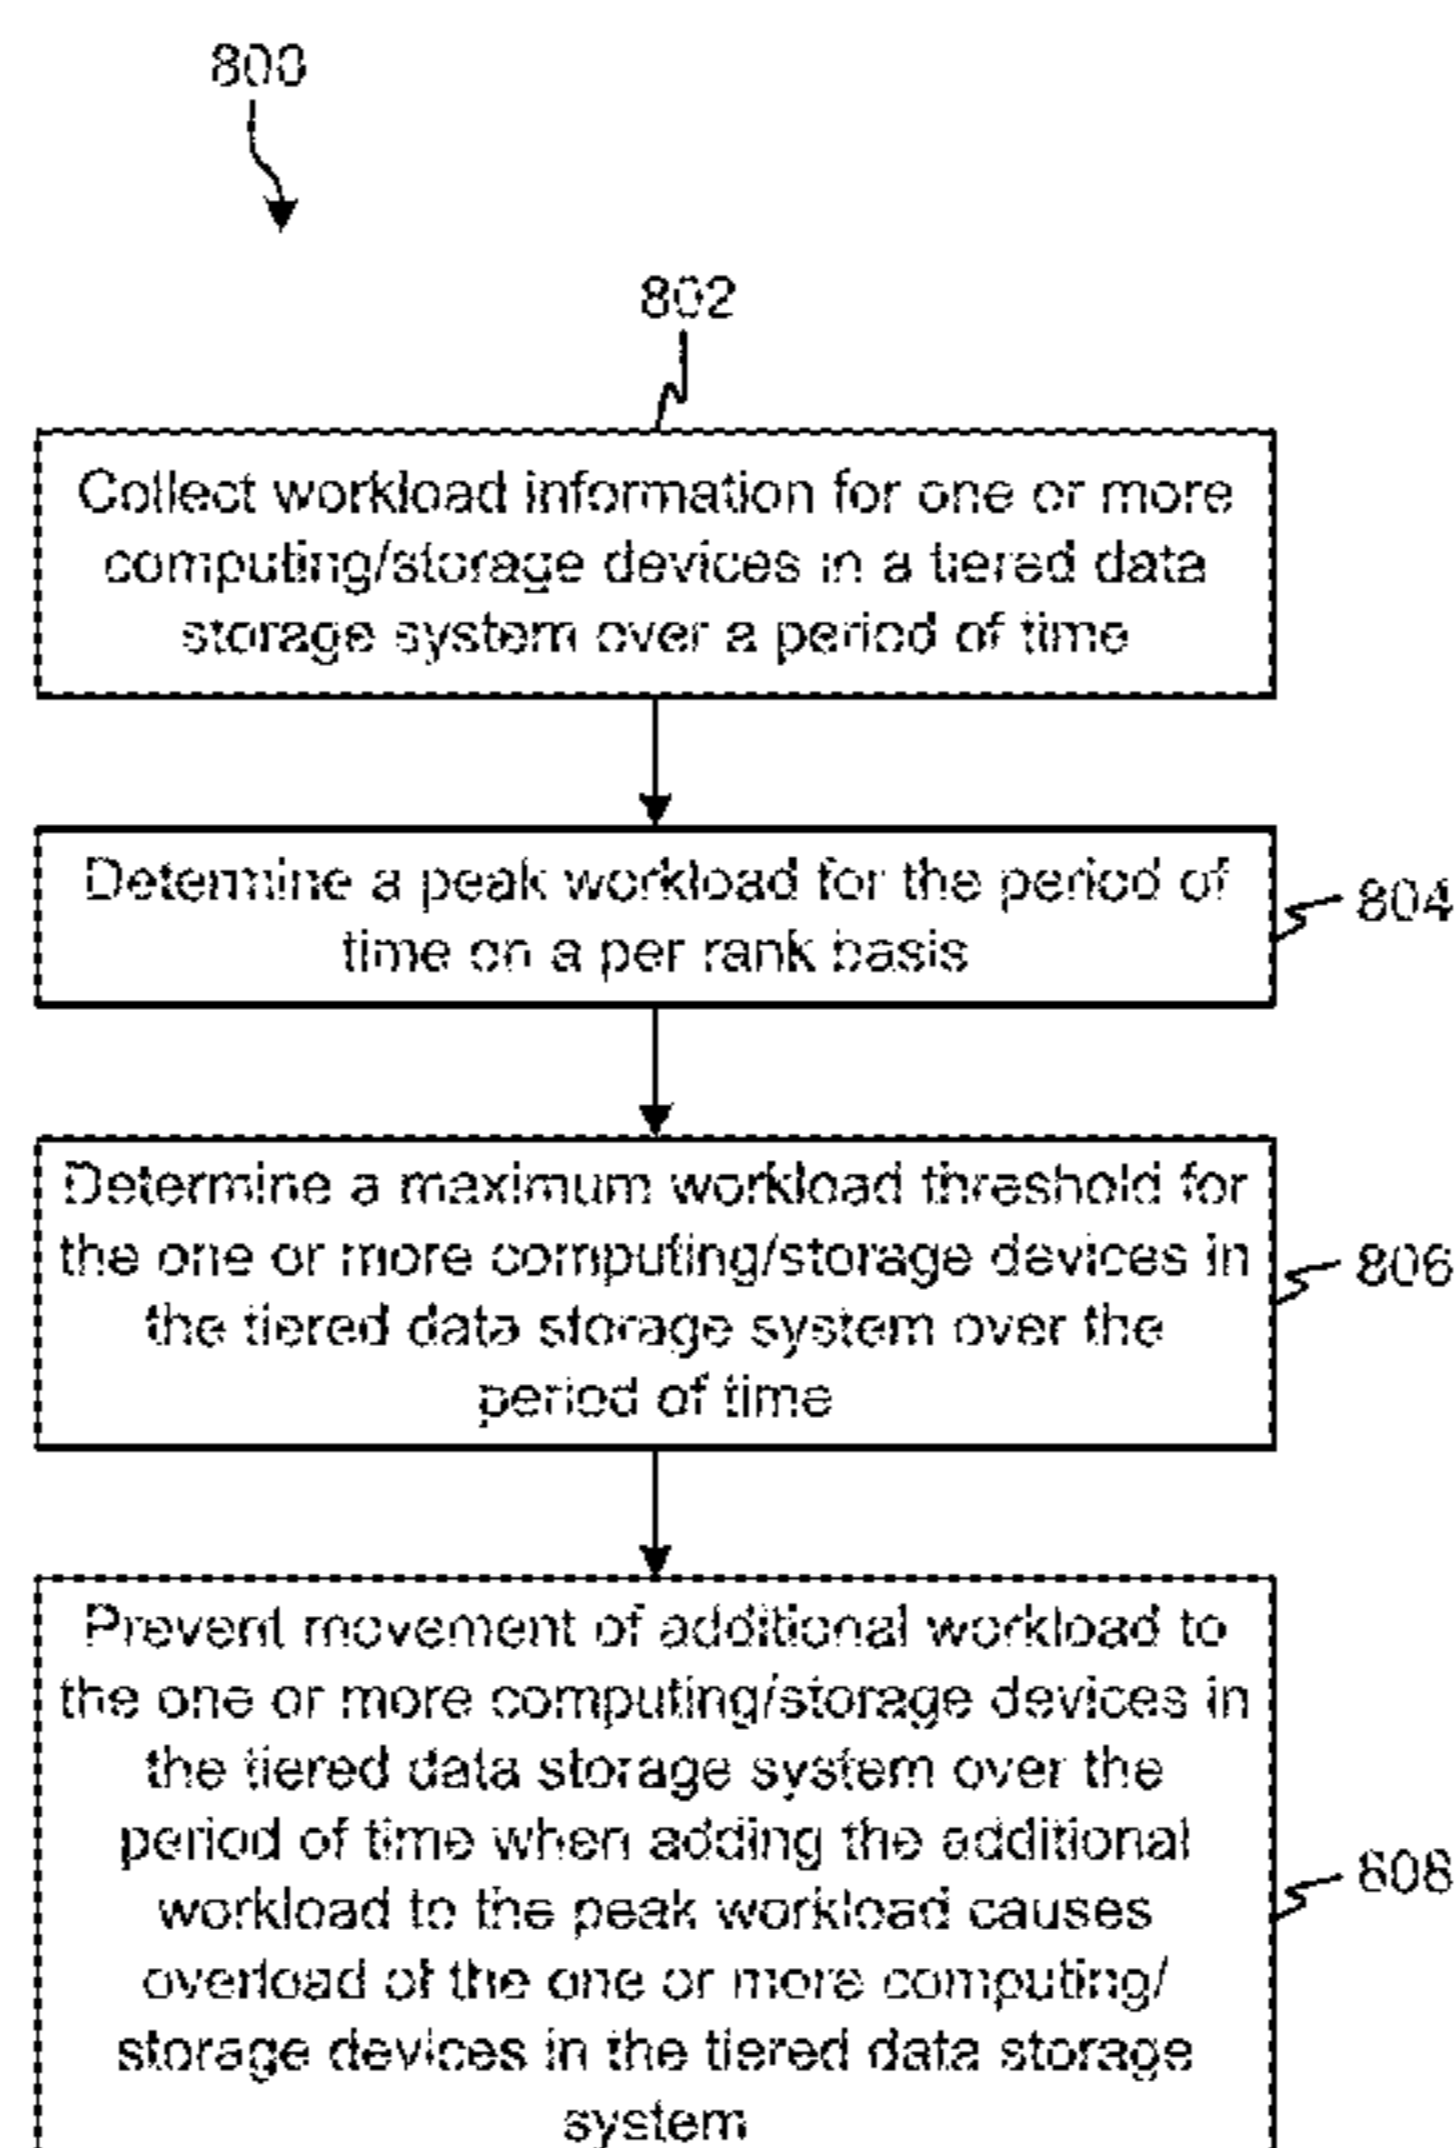 800
802
Collect workload information for one or more
computing/storage devices in a tiered data
storage system over a period of time
Determine a peak workload for the period of
time on a per rank basis
804
Determine a maximum workload threshold for
the one or more computing/storage devices in
the tiered data storage system over the
period of time
806
Prevent movement of additional workload to
the one or more computing/storage devices in
the tiered data storage system over the
period of time when adding the additional
workload to the peak workload causes
overload of the one or more computing/
storage devices in the tiered data storage
system
808